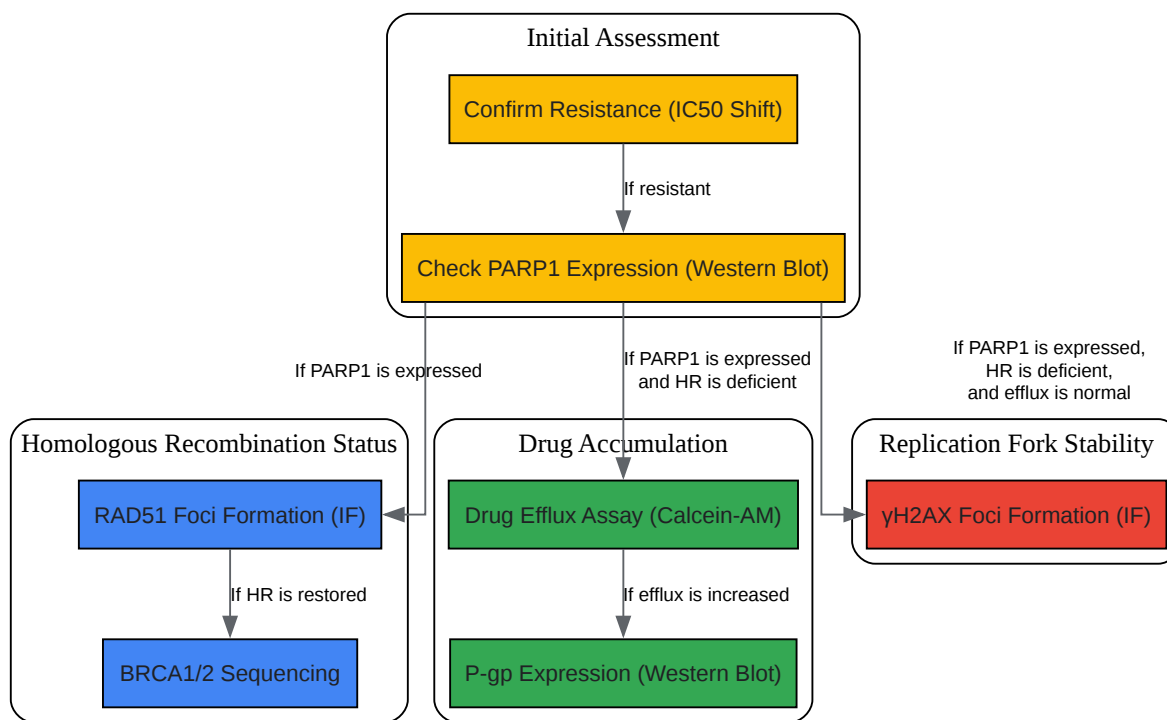 Initial Assessment
Confirm Resistance (IC50 Shift)
If resistant
Check PARP1 Expression (Western Blot)
If PARP1 is expressed
If PARP1 is expressed
and HR is deficient
If PARP1 is expressed,
HR is deficient,
and efflux is normal
Homologous Recombination Status
RAD51 Foci Formation (IF)
If HR is restored
BRCA1/2 Sequencing
Drug Accumulation
Drug Efflux Assay (Calcein-AM)
If efflux is increased
P-gp Expression (Western Blot)
Replication Fork Stability
γH2AX Foci Formation (IF)